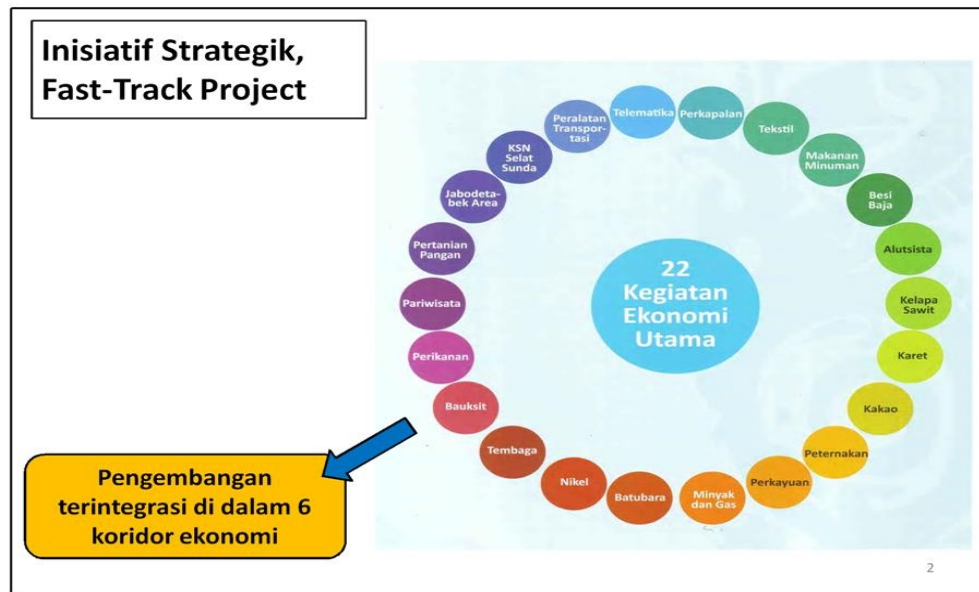 Inisiatif Strategik,
Fast-Track Project
Telematika
Perkapalan
Tekstil
Makanan
Minuman
Besi
Baja
Alutsista
Kelapa
Sawit
Karet
Kakao
Peternakan
Perkayuan
Minyak
dan Gas
Batubara
Nikel
Tembaga
Bauksit
Perikanan
Pariwisata
Pertanian
Pangan
Jabodeta-
bek Area
KSN
Selat
Sunda
Peralatan
Transpor-
tasi
22
Kegiatan
Ekonomi
Utama
Pengembangan
terintegrasi di dalam 6
koridor ekonomi
2